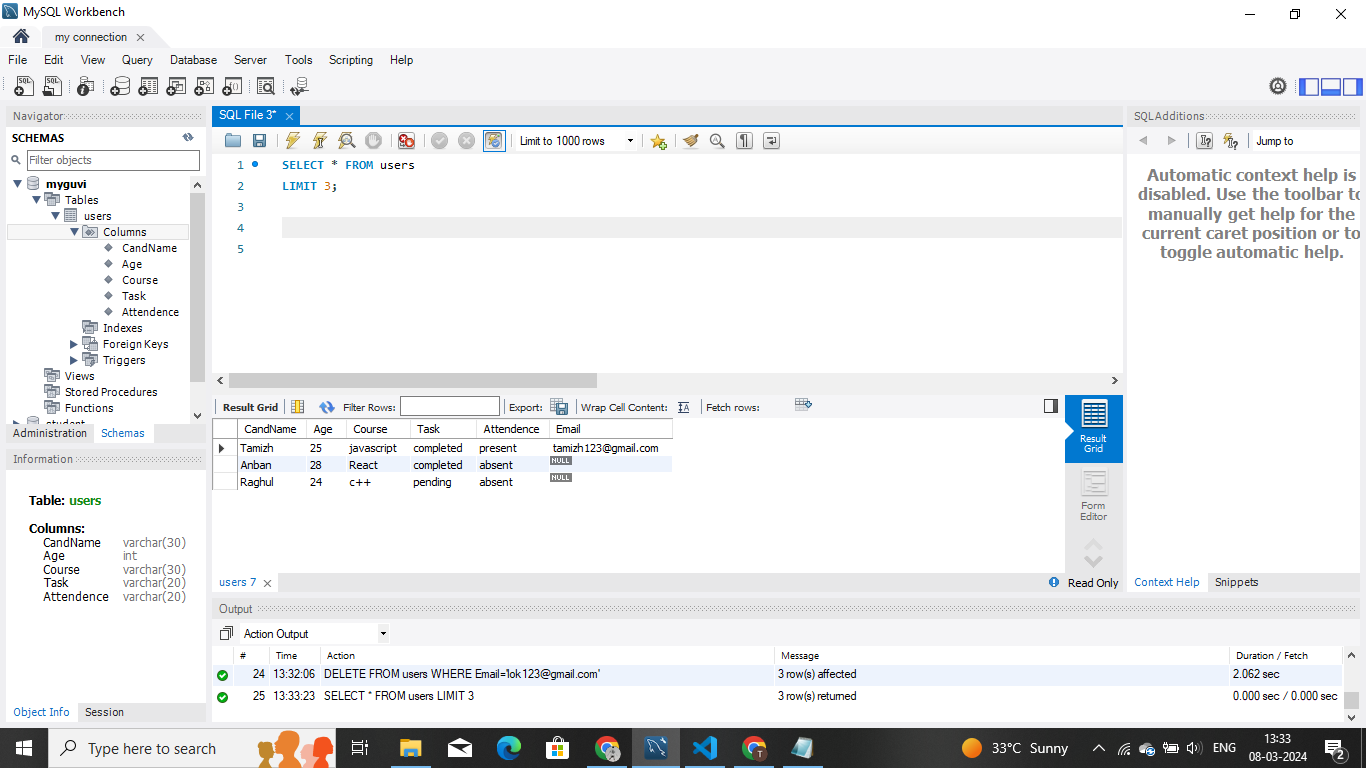 MySQL Workbench
my connection
File Edit View Query Database Server Tools Scripting Help
Navigator
SCHEMAS
Filter objects
myguvi
Tables
users
Columns
CandName
Age
Course
Task
Attendence
Indexes
Foreign Keys
Triggers
Views
Stored Procedures
Functions
student
Administration Schemas
Information
Table: users
Columns:
CandName varchar(30)
Age int
Course varchar(30)
Task varchar(20)
Attendence varchar(20)
Object Info Session
SQL File 3*
Limit to 1000 rows
1 SELECT * FROM users
2 LIMIT 3;
3
4
5
Result Grid Filter Rows: Export: Wrap Cell Content: Fetch rows:
CandName Age Course Task Attendence Email
Tamizh 25 javascript completed present tamizh123@gmail.com
Anban 28 React completed absent NULL
Raghul 24 c++ pending absent NULL
Result
Grid
Form
Editor
users 7
Read Only
SQLAdditions
Jump to
Automatic context help is
disabled. Use the toolbar to
manually get help for the
current caret position or to
toggle automatic help.
Context Help Snippets
Output
Action Output
# Time Action Message Duration / Fetch
24 13:32:06 DELETE FROM users WHERE Email='lok123@gmail.com' 3 row(s) affected 2.062 sec
25 13:33:23 SELECT * FROM users LIMIT 3 3 row(s) returned 0.000 sec / 0.000 sec
Type here to search
33°C Sunny
ENG
13:33
08-03-2024
2